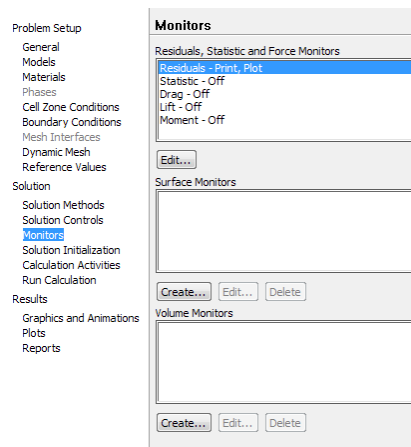 Problem Setup
General
Models
Materials
Phases
Cell Zone Conditions
Boundary Conditions
Mesh Interfaces
Dynamic Mesh
Reference Values
Solution
Solution Methods
Solution Controls
Monitors
Solution Initialization
Calculation Activities
Run Calculation
Results
Graphics and Animations
Plots
Reports
Monitors
Residuals, Statistic and Force Monitors
Residuals - Print, Plot
Statistic - Off
Drag - Off
Lift - Off
Moment - Off
Edit...
Surface Monitors
Create... Edit... Delete
Volume Monitors
Create... Edit... Delete